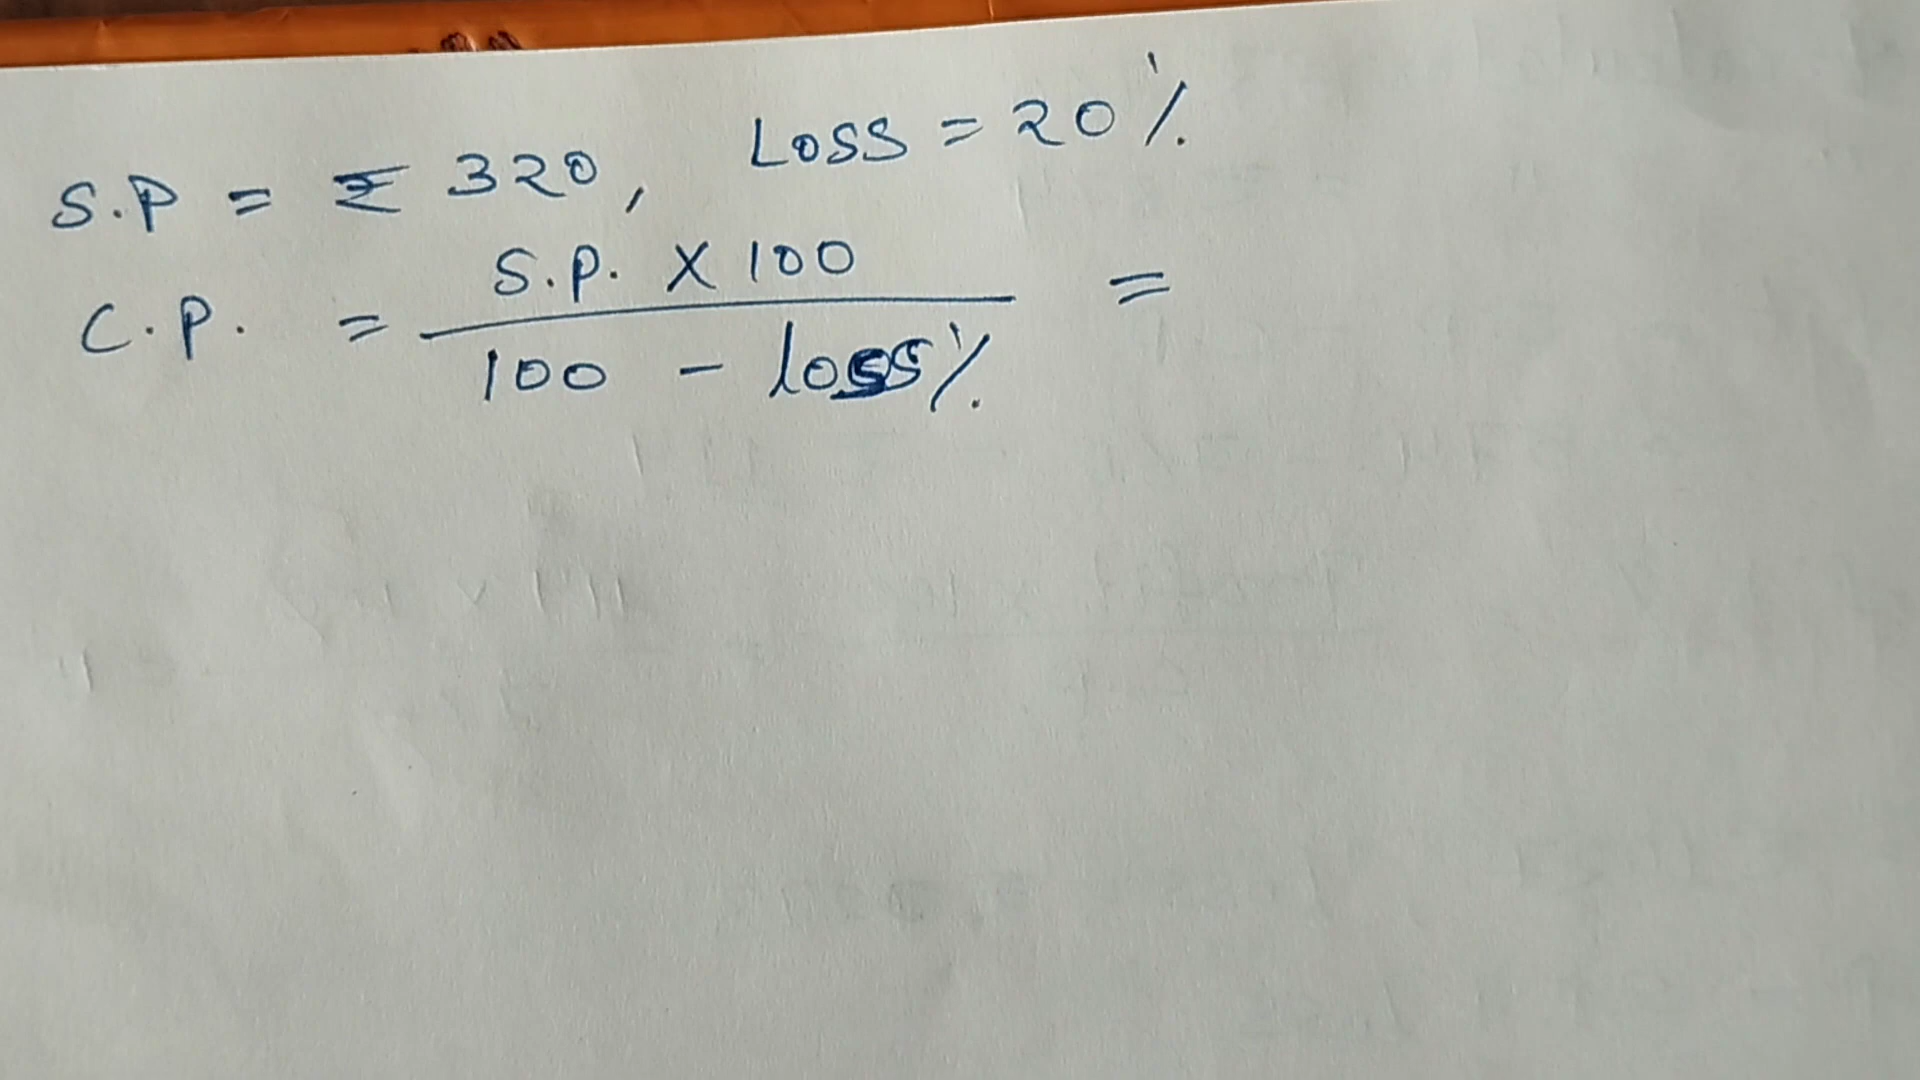 S.P = ₹ 320, LOSS = 20%
C.P. = S.P. X 100 / 100 - loss% =